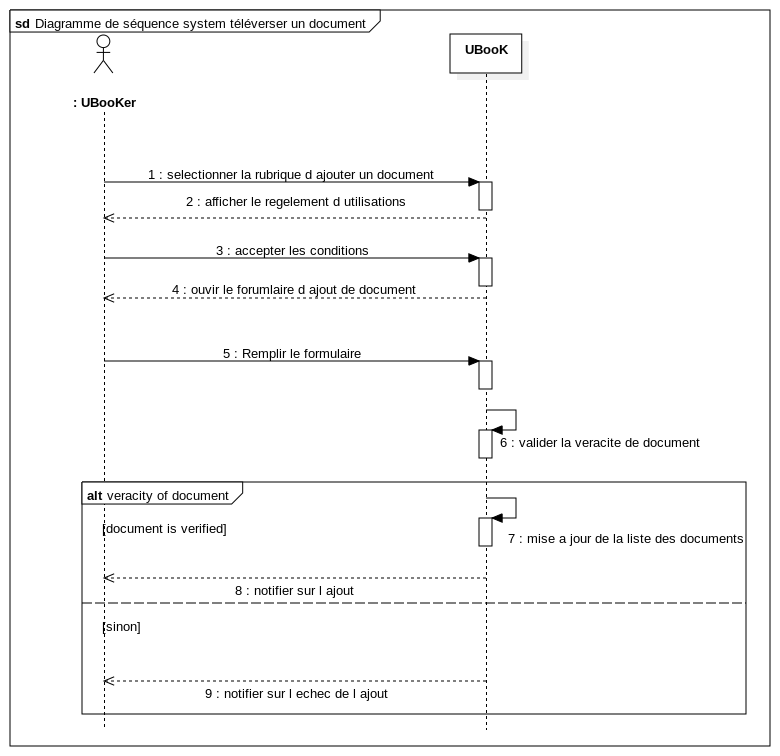 sd Diagramme de séquence system téléverser un document
UBooK
: UBooKer
1 : selectionner la rubrique d ajouter un document
2 : afficher le regelement d utilisations
3 : accepter les conditions
4 : ouvir le forumlaire d ajout de document
5 : Remplir le formulaire
6 : valider la veracite de document
alt veracity of document
[document is verified]
7 : mise a jour de la liste des documents
8 : notifier sur l ajout
[sinon]
9 : notifier sur l echec de l ajout